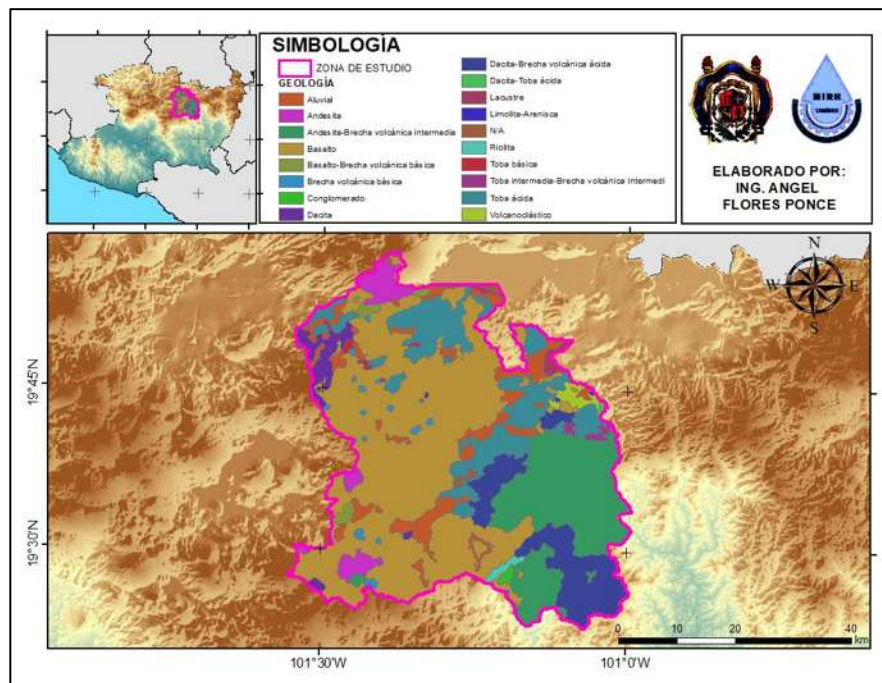 SIMBOLOGÌA
ZONA DE ESTUDIO
GEOLOGÌA
Aluvial
Andesita
Andesita-Brecha volcánica intermedia
Basalto
Basalto-Brecha volcánica básica
Brecha volcánica básica
Conglomerado
Dacita
Dacita-Brecha volcánica ácida
Dacita-Toba ácida
Lacustre
Limolita-Arenisca
N/A
Riolita
Toba básica
Toba intermedia-Brecha volcánica intermedi
Toba ácida
Volcanoclástico
MIRH
ELABORADO POR:
ING. ANGEL
FLORES PONCE
N
W
E
S
19°45'N
19°30'N
0 10 20 40
km
101°30'W
101°0'W